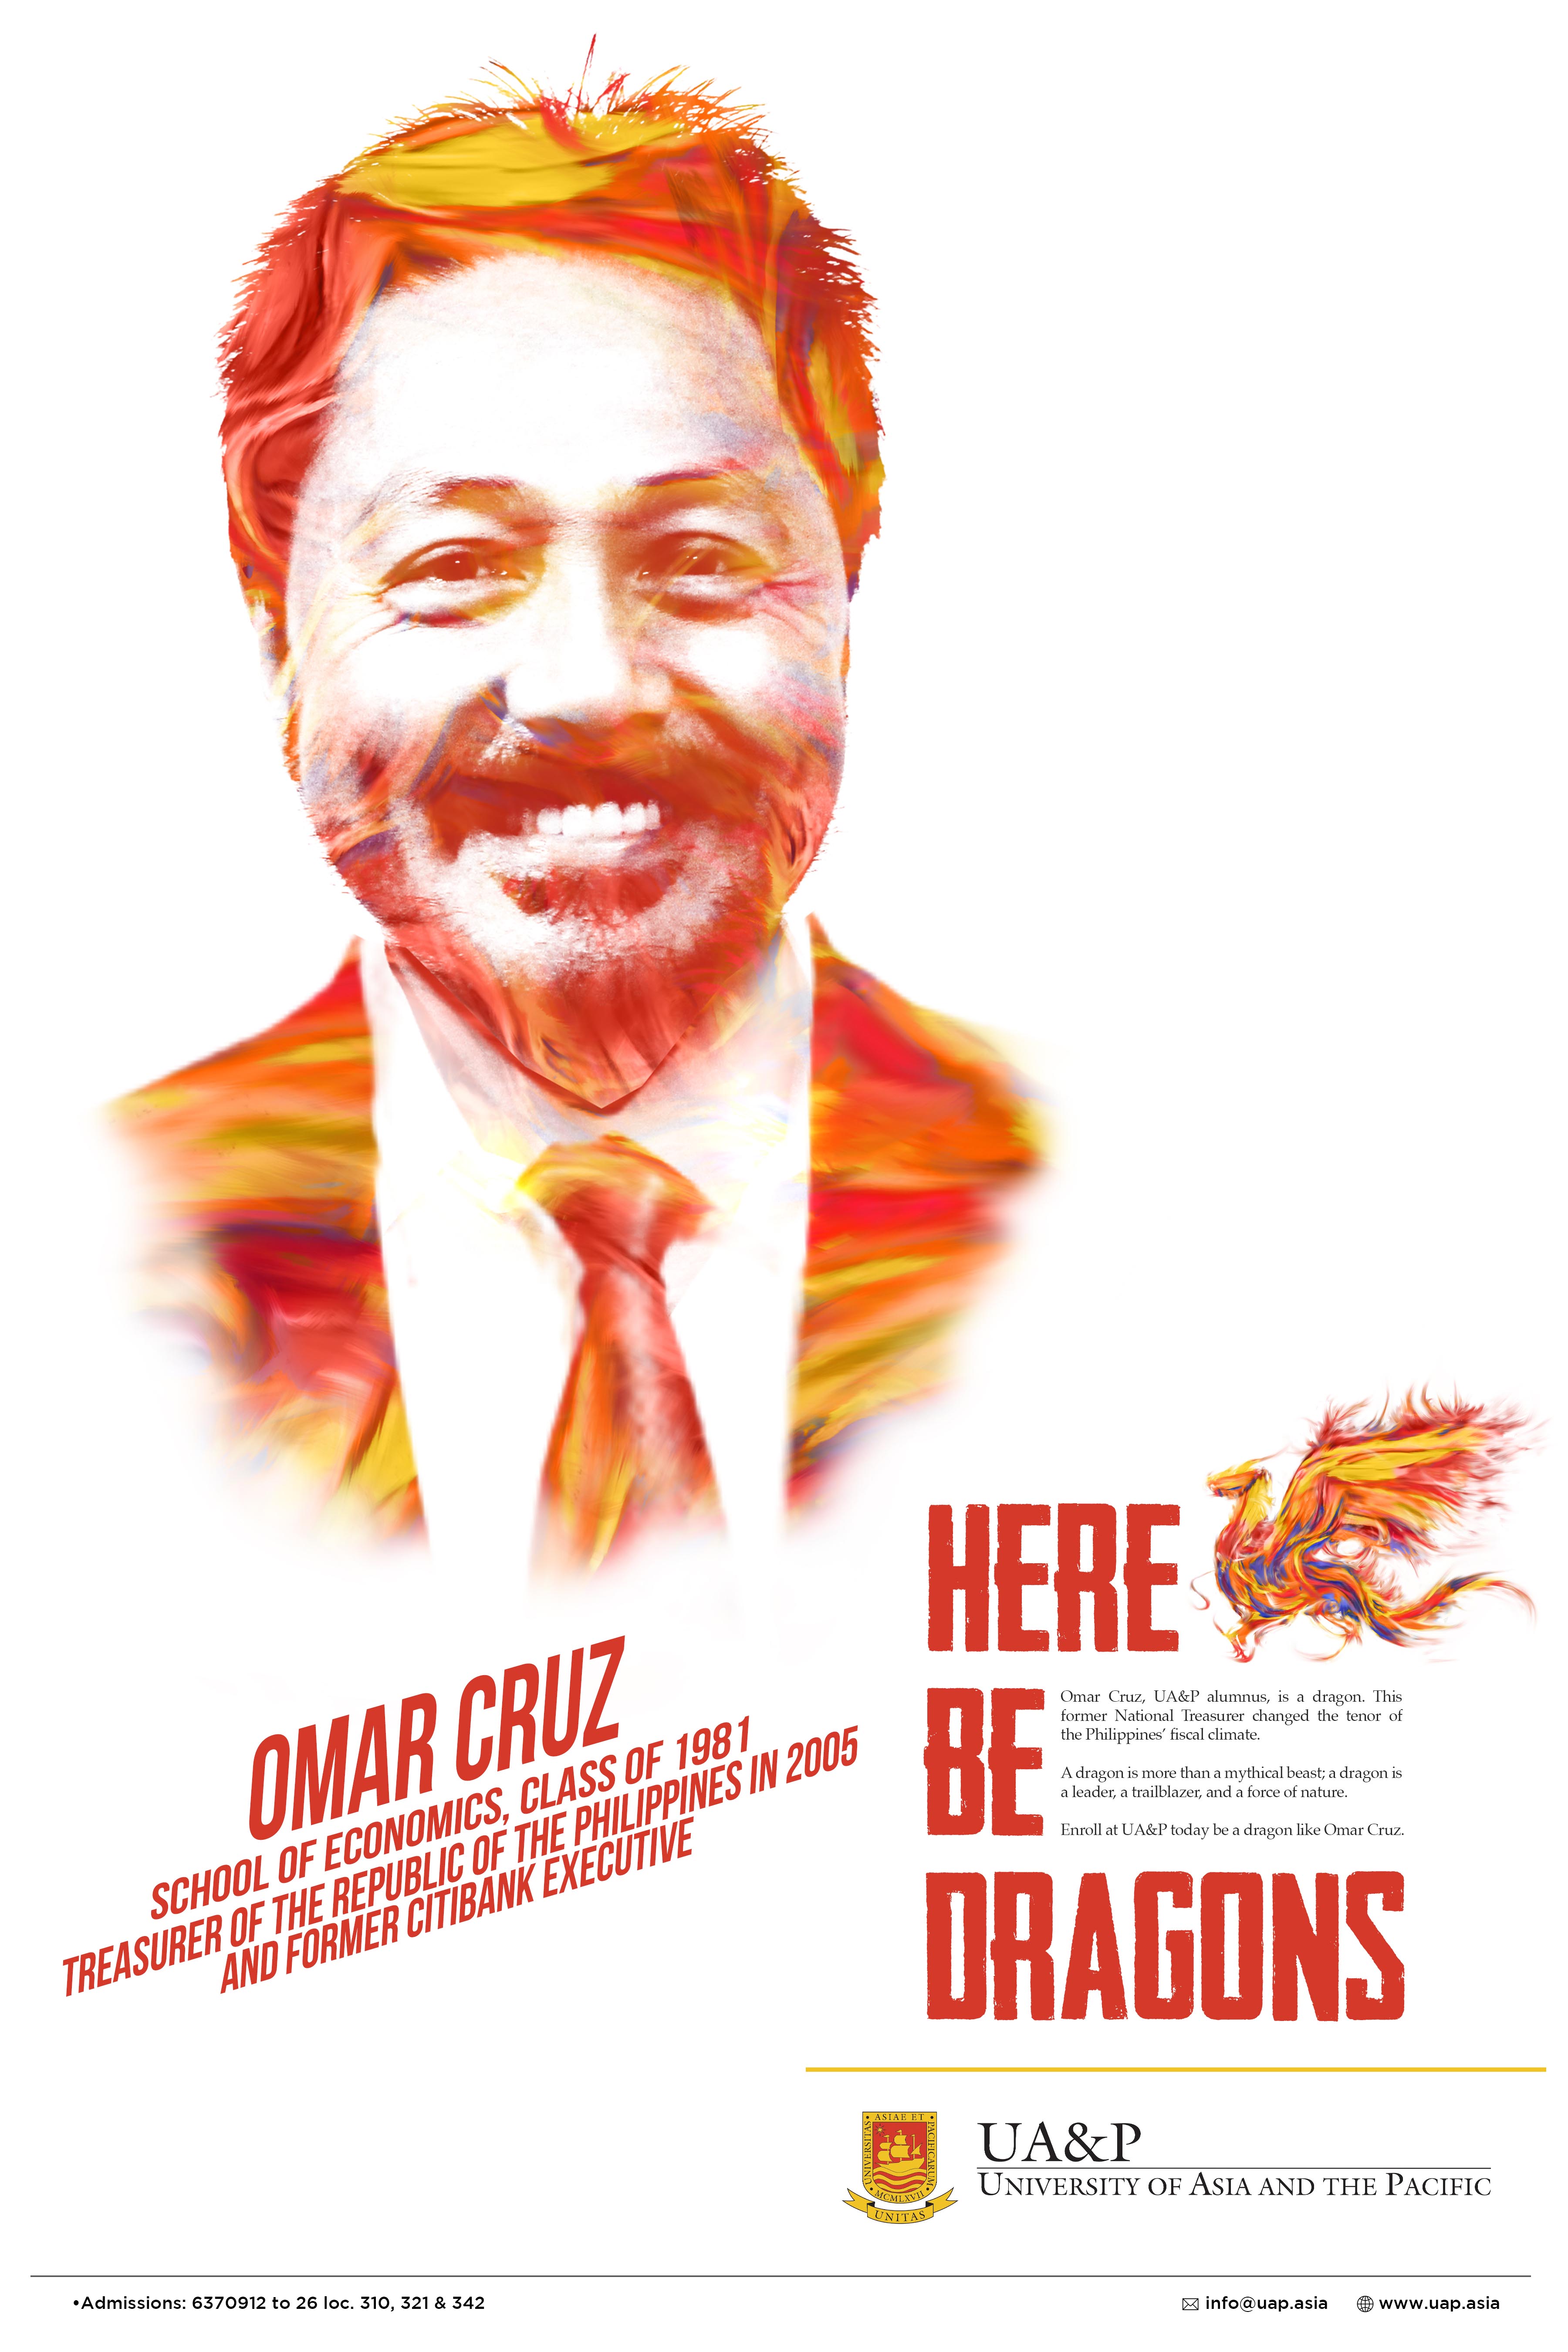 OMAR CRUZ
SCHOOL OF ECONOMICS, CLASS OF 1981
TREASURER OF THE REPUBLIC OF THE PHILIPPINES IN 2005
AND FORMER CITIBANK EXECUTIVE
HERE
BE
Omar Cruz, UA&P alumnus, is a dragon. This
former National Treasurer changed the tenor of
the Philippines’ fiscal climate.
A dragon is more than a mythical beast; a dragon is
a leader, a trailblazer, and a force of nature.
Enroll at UA&P today be a dragon like Omar Cruz.
DRAGONS
UNIVERSITAS
•ASIAE ET•
PACIFICARUM
•MCMLXVII•
UNITAS
UA&P
UNIVERSITY OF ASIA AND THE PACIFIC
•Admissions: 6370912 to 26 loc. 310, 321 & 342
info@uap.asia
www.uap.asia